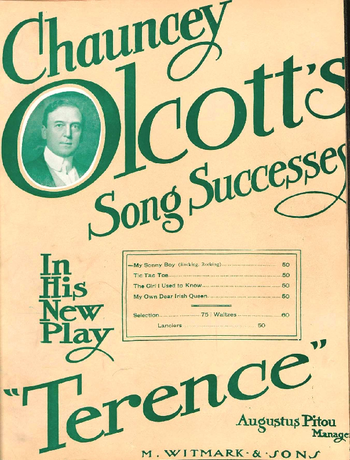 Chauncey
Olcott's
Song Successes
In
His
New
Play
My Sonny Boy (Rocking, Rocking) 50
Tic Tac Toe 50
The Girl I Used to Know 50
My Own Dear Irish Queen 50
Selection 75 | Waltzes 60
Lanciers 50
"Terence"
Augustus Pitou
Manager
M. WITMARK & SONS